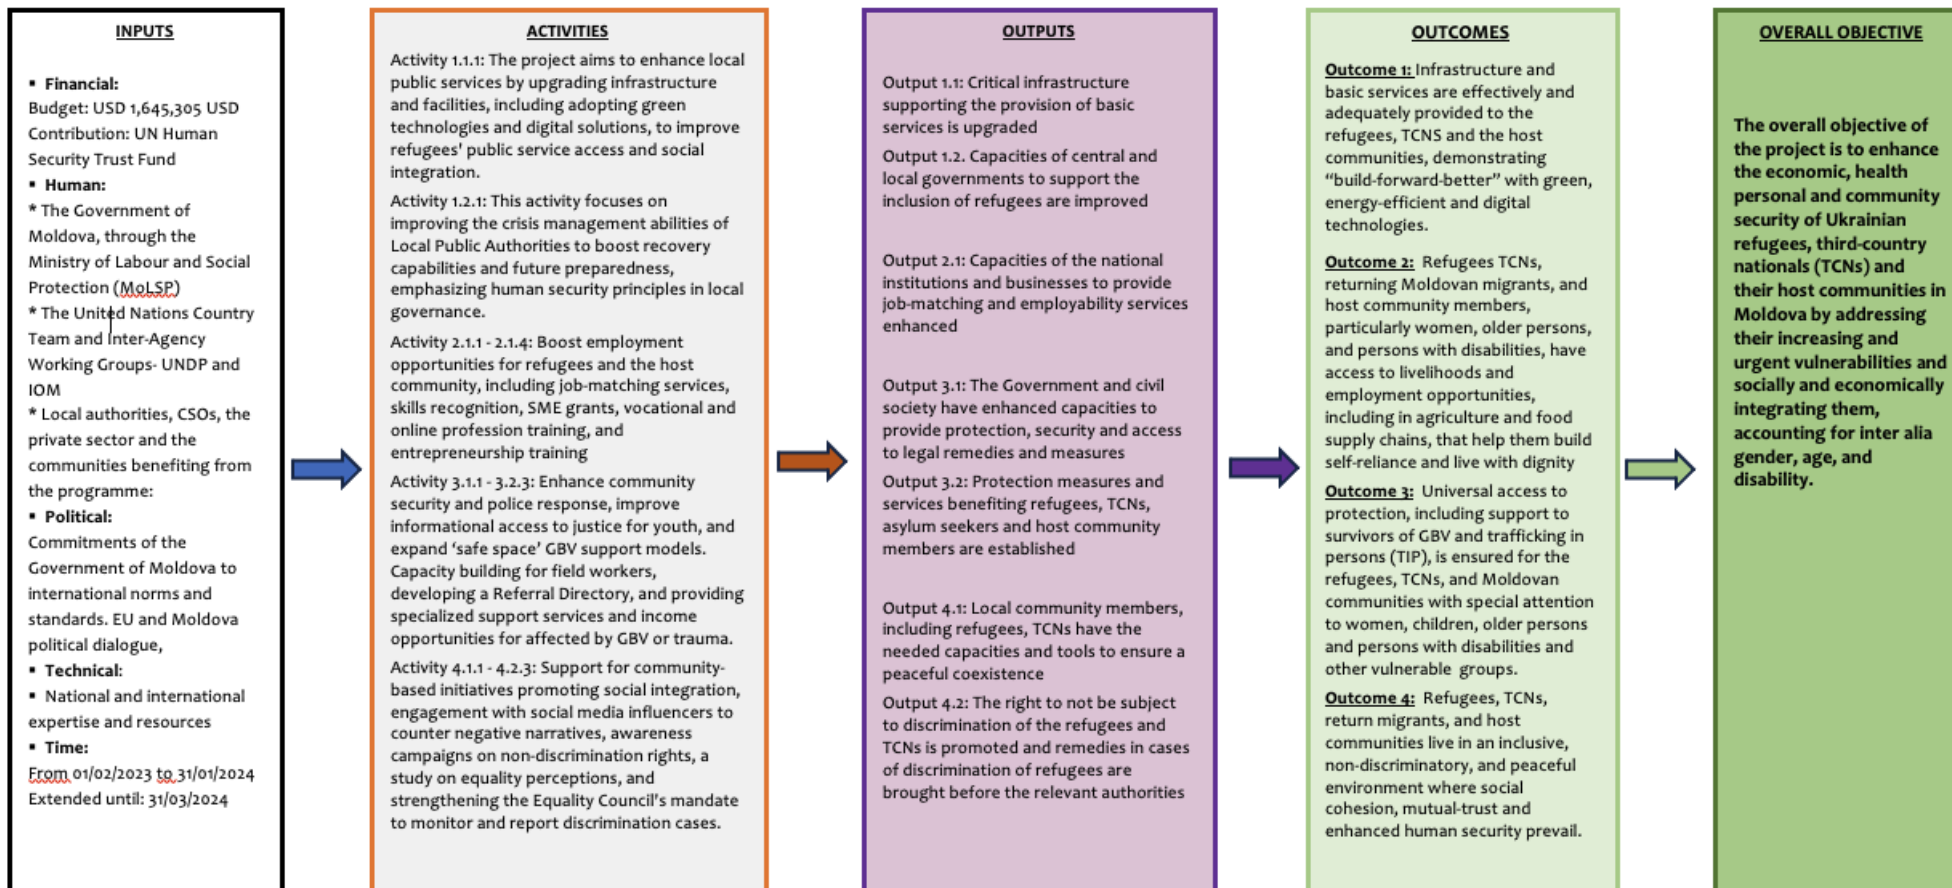 INPUTS
▪ Financial:
Budget: USD 1,645,305 USD
Contribution: UN Human
Security Trust Fund
▪ Human:
* The Government of
Moldova, through the
Ministry of Labour and Social
Protection (MoLSP)
* The United Nations Country
Team and Inter-Agency
Working Groups- UNDP and
IOM
* Local authorities, CSOs, the
private sector and the
communities benefiting from
the programme:
▪ Political:
Commitments of the
Government of Moldova to
international norms and
standards. EU and Moldova
political dialogue,
▪ Technical:
▪ National and international
expertise and resources
▪ Time:
From 01/02/2023 to 31/01/2024
Extended until: 31/03/2024
ACTIVITIES
Activity 1.1.1: The project aims to enhance local
public services by upgrading infrastructure
and facilities, including adopting green
technologies and digital solutions, to improve
refugees' public service access and social
integration.
Activity 1.2.1: This activity focuses on
improving the crisis management abilities of
Local Public Authorities to boost recovery
capabilities and future preparedness,
emphasizing human security principles in local
governance.
Activity 2.1.1 - 2.1.4: Boost employment
opportunities for refugees and the host
community, including job-matching services,
skills recognition, SME grants, vocational and
online profession training, and
entrepreneurship training
Activity 3.1.1 - 3.2.3: Enhance community
security and police response, improve
informational access to justice for youth, and
expand ‘safe space’ GBV support models.
Capacity building for field workers,
developing a Referral Directory, and providing
specialized support services and income
opportunities for affected by GBV or trauma.
Activity 4.1.1 - 4.2.3: Support for community-
based initiatives promoting social integration,
engagement with social media influencers to
counter negative narratives, awareness
campaigns on non-discrimination rights, a
study on equality perceptions, and
strengthening the Equality Council's mandate
to monitor and report discrimination cases.
OUTPUTS
Output 1.1: Critical infrastructure
supporting the provision of basic
services is upgraded
Output 1.2. Capacities of central and
local governments to support the
inclusion of refugees are improved
Output 2.1: Capacities of the national
institutions and businesses to provide
job-matching and employability services
enhanced
Output 3.1: The Government and civil
society have enhanced capacities to
provide protection, security and access
to legal remedies and measures
Output 3.2: Protection measures and
services benefiting refugees, TCNs,
asylum seekers and host community
members are established
Output 4.1: Local community members,
including refugees, TCNs have the
needed capacities and tools to ensure a
peaceful coexistence
Output 4.2: The right to not be subject
to discrimination of the refugees and
TCNs is promoted and remedies in cases
of discrimination of refugees are
brought before the relevant authorities
OUTCOMES
Outcome 1: Infrastructure and
basic services are effectively and
adequately provided to the
refugees, TCNS and the host
communities, demonstrating
“build-forward-better” with green,
energy-efficient and digital
technologies.
Outcome 2: Refugees TCNs,
returning Moldovan migrants, and
host community members,
particularly women, older persons,
and persons with disabilities, have
access to livelihoods and
employment opportunities,
including in agriculture and food
supply chains, that help them build
self-reliance and live with dignity
Outcome 3: Universal access to
protection, including support to
survivors of GBV and trafficking in
persons (TIP), is ensured for the
refugees, TCNs, and Moldovan
communities with special attention
to women, children, older persons
and persons with disabilities and
other vulnerable groups.
Outcome 4: Refugees, TCNs,
return migrants, and host
communities live in an inclusive,
non-discriminatory, and peaceful
environment where social
cohesion, mutual-trust and
enhanced human security prevail.
OVERALL OBJECTIVE
The overall objective of
the project is to enhance
the economic, health
personal and community
security of Ukrainian
refugees, third-country
nationals (TCNs) and
their host communities in
Moldova by addressing
their increasing and
urgent vulnerabilities and
socially and economically
integrating them,
accounting for inter alia
gender, age, and
disability.